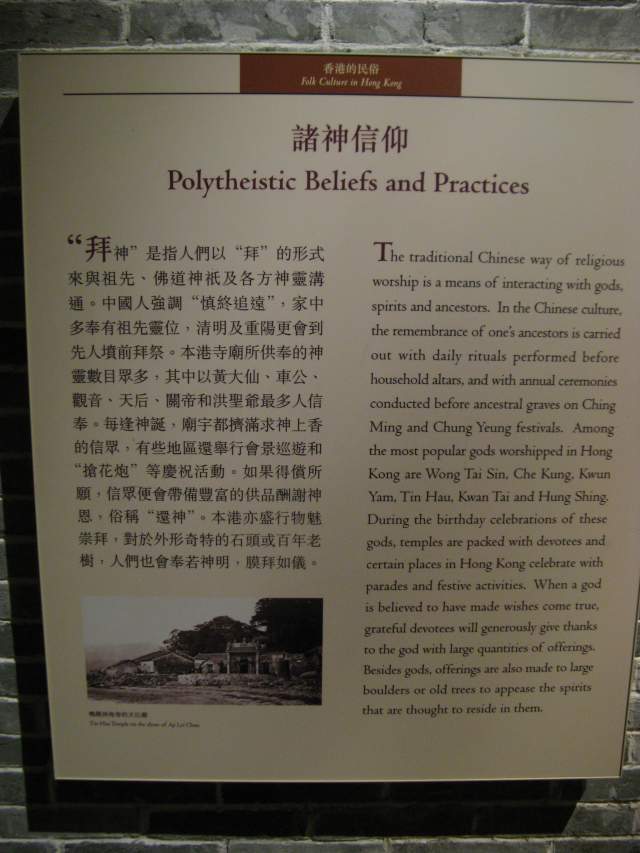 香港的民俗
Folk Culture in Hong Kong
諸神信仰
Polytheistic Beliefs and Practices
“拜神”是指人們以“拜”的形式
來與祖先、佛道神祇及各方神靈溝
通。中國人強調“慎終追遠”，家中
多奉有祖先靈位，清明及重陽更會到
先人墳前拜祭。本港寺廟所供奉的神
靈數目眾多，其中以黃大仙、車公、
觀音、天后、關帝和洪聖爺最多人信
奉。每逢神誕，廟宇都擠滿求神上香
的信眾，有些地區還舉行會景巡遊和
“搶花炮”等慶祝活動。如果得償所
願，信眾便會帶備豐富的供品酬謝神
恩，俗稱“還神”。本港亦盛行物魅
崇拜，對於外形奇特的石頭或百年老
樹，人們也會奉若神明，膜拜如儀。
The traditional Chinese way of religious
worship is a means of interacting with gods,
spirits and ancestors. In the Chinese culture,
the remembrance of one's ancestors is carried
out with daily rituals performed before
household altars, and with annual ceremonies
conducted before ancestral graves on Ching
Ming and Chung Yeung festivals. Among
the most popular gods worshipped in Hong
Kong are Wong Tai Sin, Che Kung, Kwun
Yam, Tin Hau, Kwan Tai and Hung Shing.
During the birthday celebrations of these
gods, temples are packed with devotees and
certain places in Hong Kong celebrate with
parades and festive activities. When a god
is believed to have made wishes come true,
grateful devotees will generously give thanks
to the god with large quantities of offerings.
Besides gods, offerings are also made to large
boulders or old trees to appease the spirits
that are thought to reside in them.
Tin Hau Temple on the shore of Ap Lei Chau